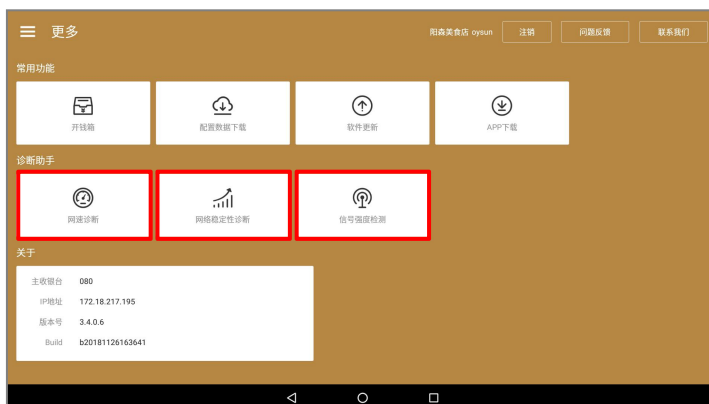 更多
阳森美食店 oysun 注销 问题反馈 联系我们
常用功能
开钱箱 配置数据下载 软件更新 APP下载
诊断助手
网速诊断 网络稳定性诊断 信号强度检测
关于
主收银台 080
IP地址 172.18.217.195
版本号 3.4.0.6
Build b20181126163641